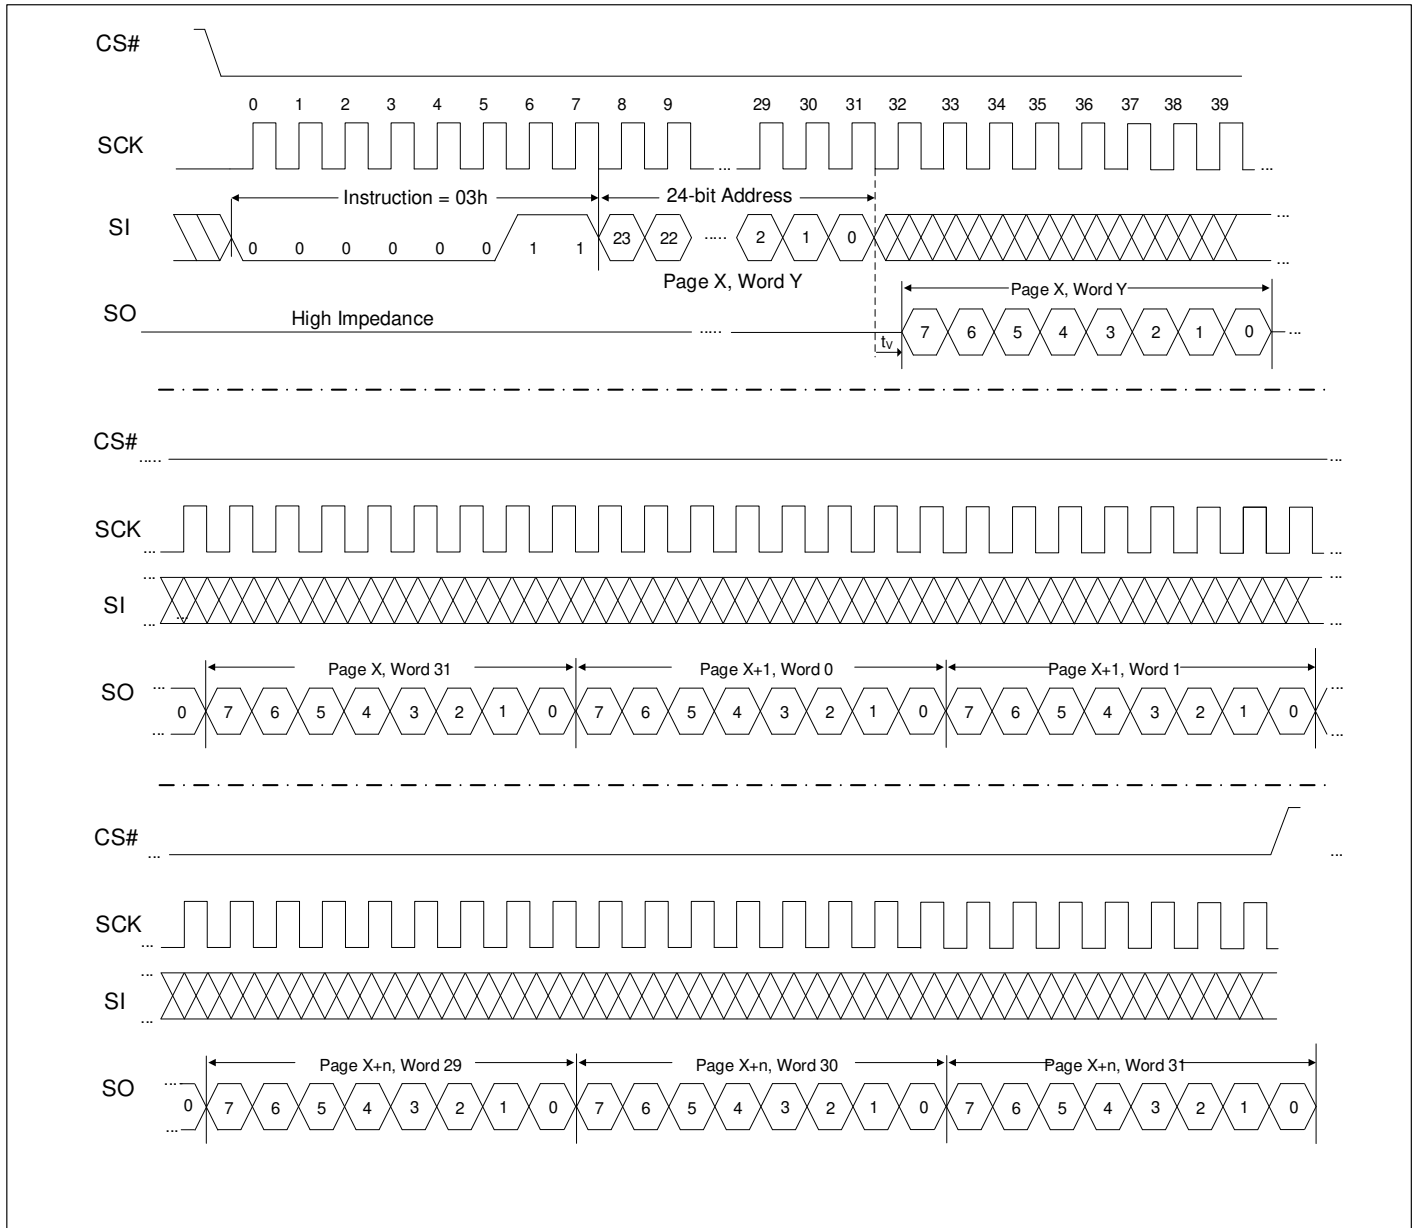 CS#
0 1 2 3 4 5 6 7 8 9 29 30 31 32 33 34 35 36 37 38 39
SCK ... ...
Instruction = 03h 24-bit Address
SI 0 0 0 0 0 0 1 1 23 22 ..... 2 1 0 ... ...
Page X, Word Y
Page X, Word Y
SO High Impedance ..... tV 7 6 5 4 3 2 1 0 ...
CS# ..... ...
SCK ... ...
... ...
SI ... ... ...
Page X, Word 31 Page X+1, Word 0 Page X+1, Word 1
... ...
SO 0 7 6 5 4 3 2 1 0 7 6 5 4 3 2 1 0 7 6 5 4 3 2 1 0
... ...
CS# ... ...
SCK ...
...
SI ...
Page X+n, Word 29 Page X+n, Word 30 Page X+n, Word 31
...
SO 0 7 6 5 4 3 2 1 0 7 6 5 4 3 2 1 0 7 6 5 4 3 2 1 0
...